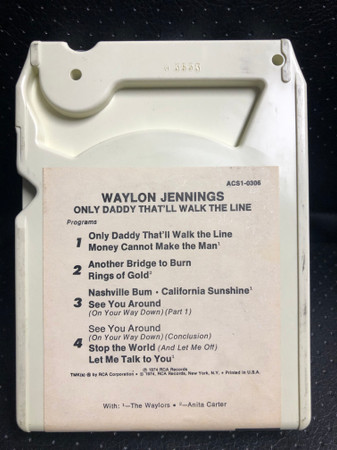 ACS1-0306
WAYLON JENNINGS
ONLY DADDY THAT'LL WALK THE LINE
Programs
1 Only Daddy That'll Walk the Line
Money Cannot Make the Man¹
2 Another Bridge to Burn
Rings of Gold²
Nashville Bum • California Sunshine¹
3 See You Around
(On Your Way Down) (Part 1)
See You Around
(On Your Way Down) (Conclusion)
4 Stop the World (And Let Me Off)
Let Me Talk to You¹
℗ 1974 RCA Records
TMK(s) ® by RCA Corporation • © 1974, RCA Records, New York, N.Y. • Printed in U.S.A.
With: ¹—The Waylors • ²—Anita Carter